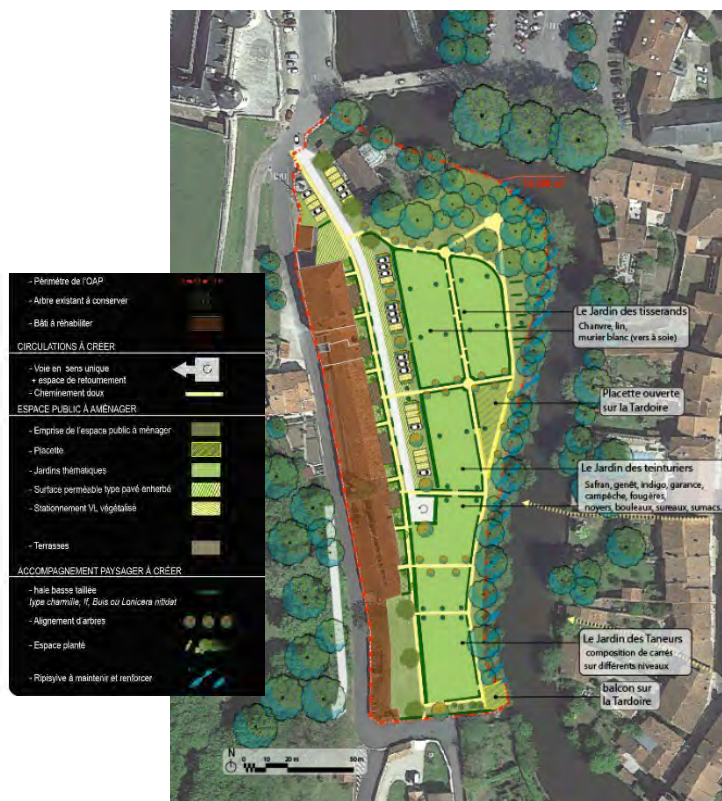 - Périmètre de l'OAP
- Arbre existant à conserver
- Bâti à réhabiliter
CIRCULATIONS À CREER
- Voie en sens unique
+ espace de retournement
- Cheminement doux
ESPACE PUBLIC À AMÉNAGER
- Emprise de l'espace public à ménager
- Placette
- Jardins thématiques
- Surface perméable type pavé enherbé
- Stationnement VL végétalisé
- Terrasses
ACCOMPAGNEMENT PAYSAGER À CRÉER
- haie basse taillée
type charmille, If, Buis ou Lonicera nitidat
- Alignement d'arbres
- Espace planté
- Ripisylve à maintenir et renforcer
Le Jardin des tisserands
Chanvre, lin,
murier blanc (vers à soie)
Placette ouverte
sur la Tardoire
Le Jardin des teinturiers
Safran, genêt, indigo, garance,
campêche, fougères,
noyers, bouleaux, sureaux, sumacs.
Le Jardin des Taneurs
composition de carrés
sur différents niveaux
balcon sur
la Tardoire
N
0 10 20 m 50 m